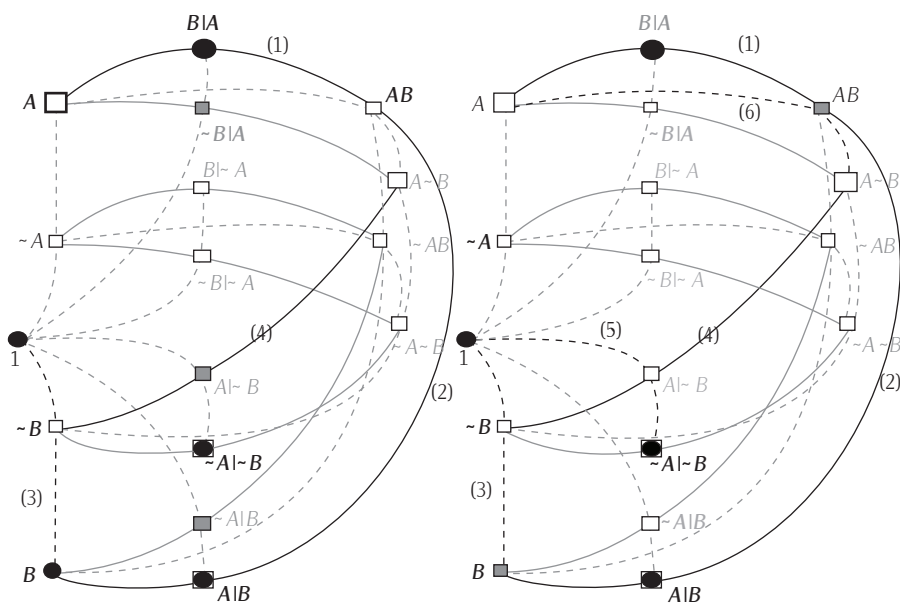 B|A
(1)
A
AB
~B|A
B|~ A
A~B
~A
~AB
~B|~ A
(4)
1
~A~B
A|~ B
(2)
~B
~A|~B
(3)
~A|B
B
A|B
B|A
(1)
A
AB
(6)
~B|A
B|~ A
A~B
~A
~AB
~B|~ A
(5)
(4)
1
~A~B
A|~ B
(2)
~B
~A|~B
(3)
~A|B
B
A|B